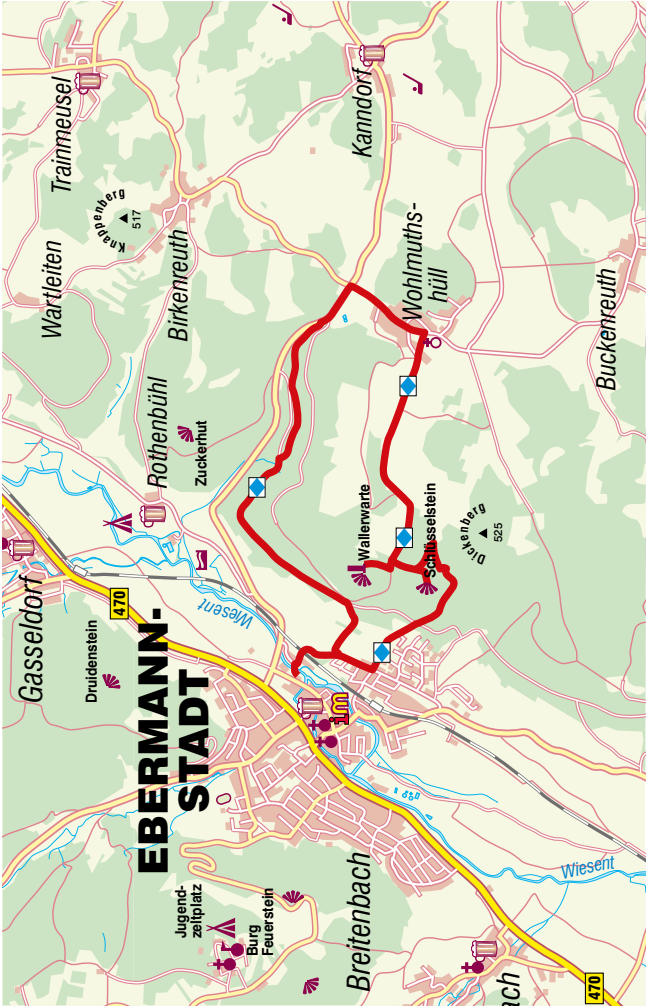 Trainmeusel
Kanndorf
Knappenberg
517
Wartleiten
Birkenreuth
Wohlmuths-
hüll
Buckenreuth
Rothenbühl
Zuckerhut
Wallerwarte
Schlüsselstein
Dickenberg
525
Gasseldorf
470
Wiesent
Druidenstein
EBERMANN-
STADT
im
Jugend-
zeltplatz
Burg
Feuerstein
Breitenbach
Wiesent
ach
470